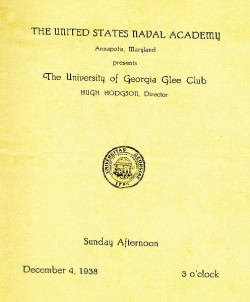 THE UNITED STATES NAVAL ACADEMY
Annapolis, Maryland
presents
The University of Georgia Glee Club
HUGH HODGSON, Director
Sunday Afternoon
December 4, 1938
3 o'clock